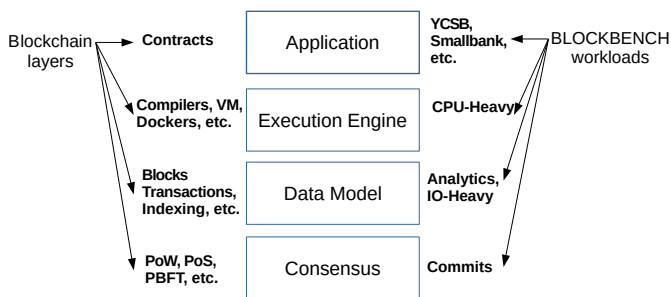 Blockchain
layers
Contracts
Application
YCSB,
Smallbank,
etc.
BLOCKBENCH
workloads
Compilers, VM,
Dockers, etc.
Execution Engine
CPU-Heavy
Blocks
Transactions,
Indexing, etc.
Data Model
Analytics,
IO-Heavy
PoW, PoS,
PBFT, etc.
Consensus
Commits